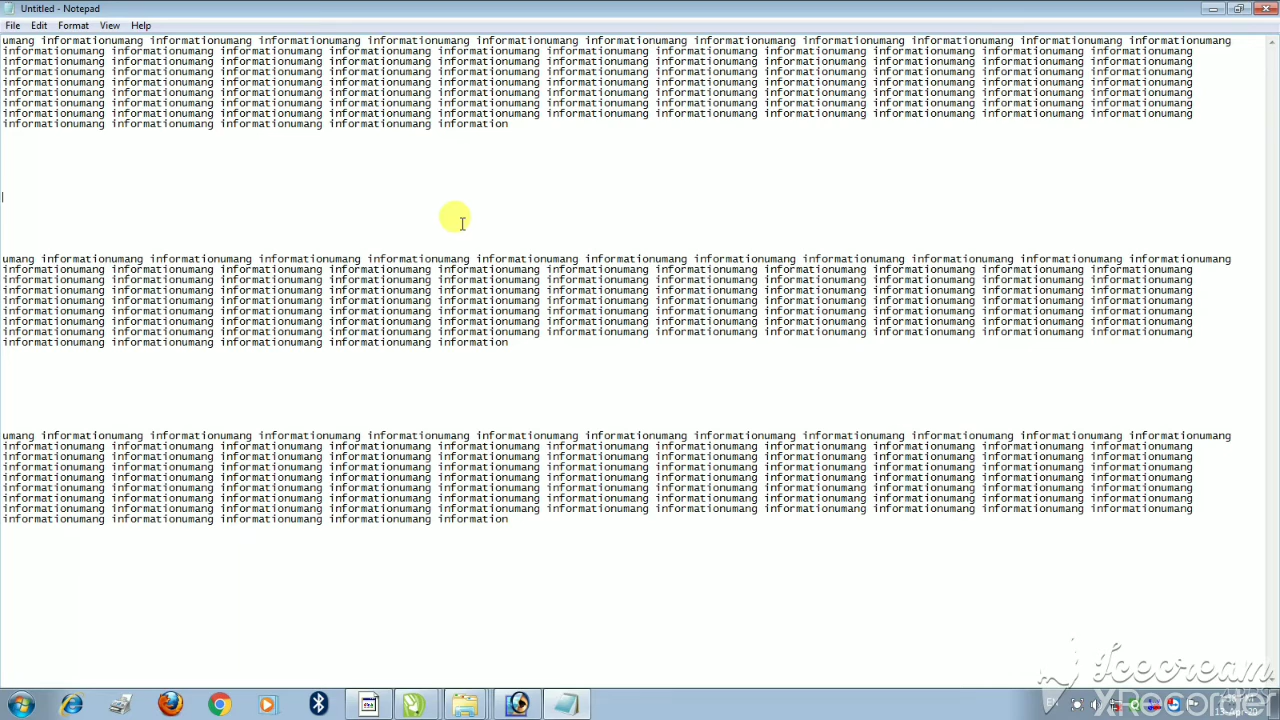 Untitled - Notepad
File Edit Format View Help
umang informationumang informationumang informationumang informationumang informationumang informationumang informationumang informationumang informationumang informationumang informationumang
informationumang informationumang informationumang informationumang informationumang informationumang informationumang informationumang informationumang informationumang informationumang
informationumang informationumang informationumang informationumang informationumang informationumang informationumang informationumang informationumang informationumang informationumang
informationumang informationumang informationumang informationumang informationumang informationumang informationumang informationumang informationumang informationumang informationumang
informationumang informationumang informationumang informationumang informationumang informationumang informationumang informationumang informationumang informationumang informationumang
informationumang informationumang informationumang informationumang informationumang informationumang informationumang informationumang informationumang informationumang informationumang
informationumang informationumang informationumang informationumang informationumang informationumang informationumang informationumang informationumang informationumang informationumang
informationumang informationumang informationumang informationumang informationumang informationumang informationumang informationumang informationumang informationumang informationumang
informationumang informationumang informationumang informationumang information
umang informationumang informationumang informationumang informationumang informationumang informationumang informationumang informationumang informationumang informationumang informationumang
informationumang informationumang informationumang informationumang informationumang informationumang informationumang informationumang informationumang informationumang informationumang
informationumang informationumang informationumang informationumang informationumang informationumang informationumang informationumang informationumang informationumang informationumang
informationumang informationumang informationumang informationumang informationumang informationumang informationumang informationumang informationumang informationumang informationumang
informationumang informationumang informationumang informationumang informationumang informationumang informationumang informationumang informationumang informationumang informationumang
informationumang informationumang informationumang informationumang informationumang informationumang informationumang informationumang informationumang informationumang informationumang
informationumang informationumang informationumang informationumang informationumang informationumang informationumang informationumang informationumang informationumang informationumang
informationumang informationumang informationumang informationumang informationumang informationumang informationumang informationumang informationumang informationumang informationumang
informationumang informationumang informationumang informationumang information
umang informationumang informationumang informationumang informationumang informationumang informationumang informationumang informationumang informationumang informationumang informationumang
informationumang informationumang informationumang informationumang informationumang informationumang informationumang informationumang informationumang informationumang informationumang
informationumang informationumang informationumang informationumang informationumang informationumang informationumang informationumang informationumang informationumang informationumang
informationumang informationumang informationumang informationumang informationumang informationumang informationumang informationumang informationumang informationumang informationumang
informationumang informationumang informationumang informationumang informationumang informationumang informationumang informationumang informationumang informationumang informationumang
informationumang informationumang informationumang informationumang informationumang informationumang informationumang informationumang informationumang informationumang informationumang
informationumang informationumang informationumang informationumang informationumang informationumang informationumang informationumang informationumang informationumang informationumang
informationumang informationumang informationumang informationumang informationumang informationumang informationumang informationumang informationumang informationumang informationumang
informationumang informationumang informationumang informationumang information
Icecream
XRecorder
EN
13-Apr-20